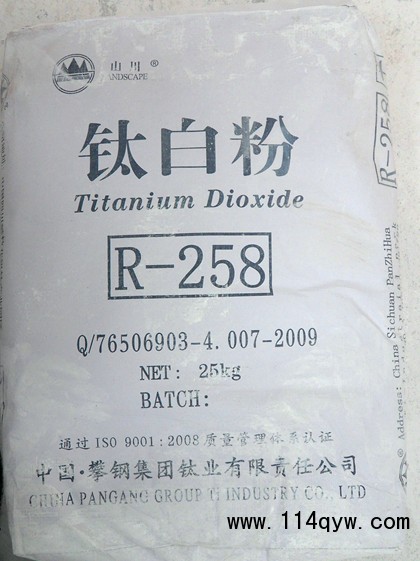 山川®
LANDSCAPE
钛白粉
Titanium Dioxide
R-258
Q/76506903-4.007-2009
NET: 25kg
BATCH:
通过ISO 9001:2008质量管理体系认证
中国·攀钢集团钛业有限责任公司
CHINA PANGANG GROUP TI INDUSTRY CO., LTD
R-258
Address: China Sichuan PanZhiHua
www.114qyw.com